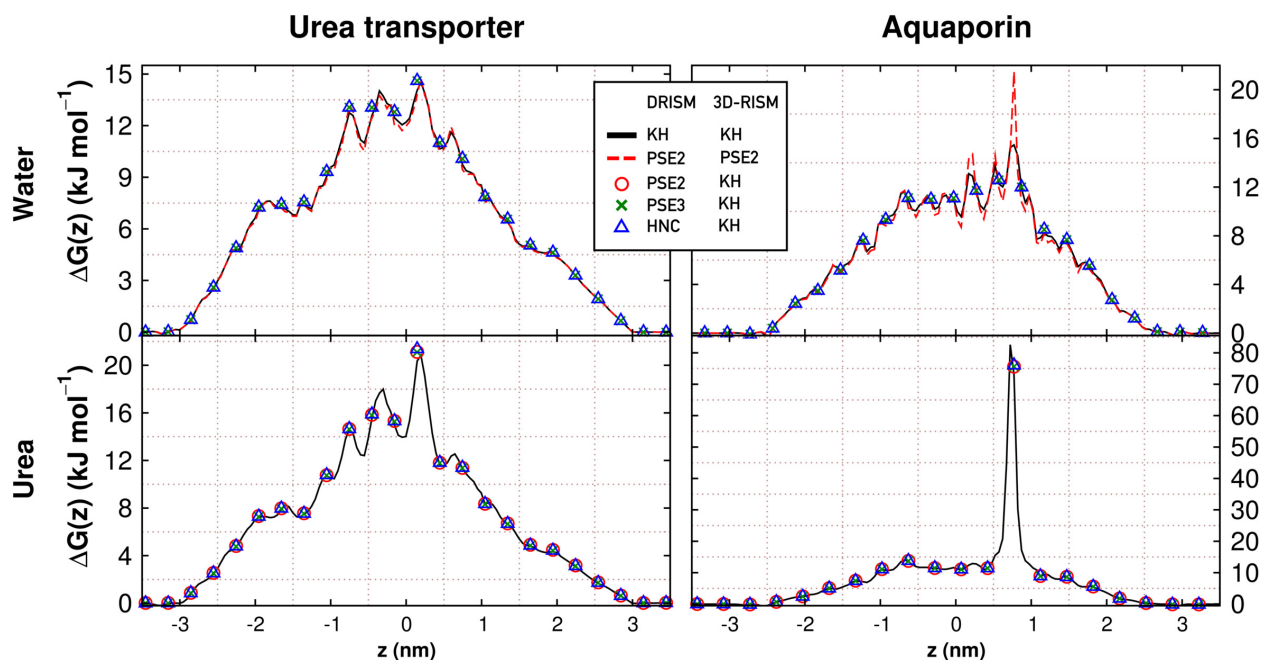 Urea transporter
Aquaporin
Water
ΔG(z) (kJ mol⁻¹)
15
12
9
6
3
0
20
16
12
8
4
0
DRISM 3D-RISM
KH KH
PSE2 PSE2
PSE2 KH
PSE3 KH
HNC KH
Urea
ΔG(z) (kJ mol⁻¹)
20
16
12
8
4
0
80
70
60
50
40
30
20
10
0
-3 -2 -1 0 1 2 3
-3 -2 -1 0 1 2 3
z (nm)
z (nm)